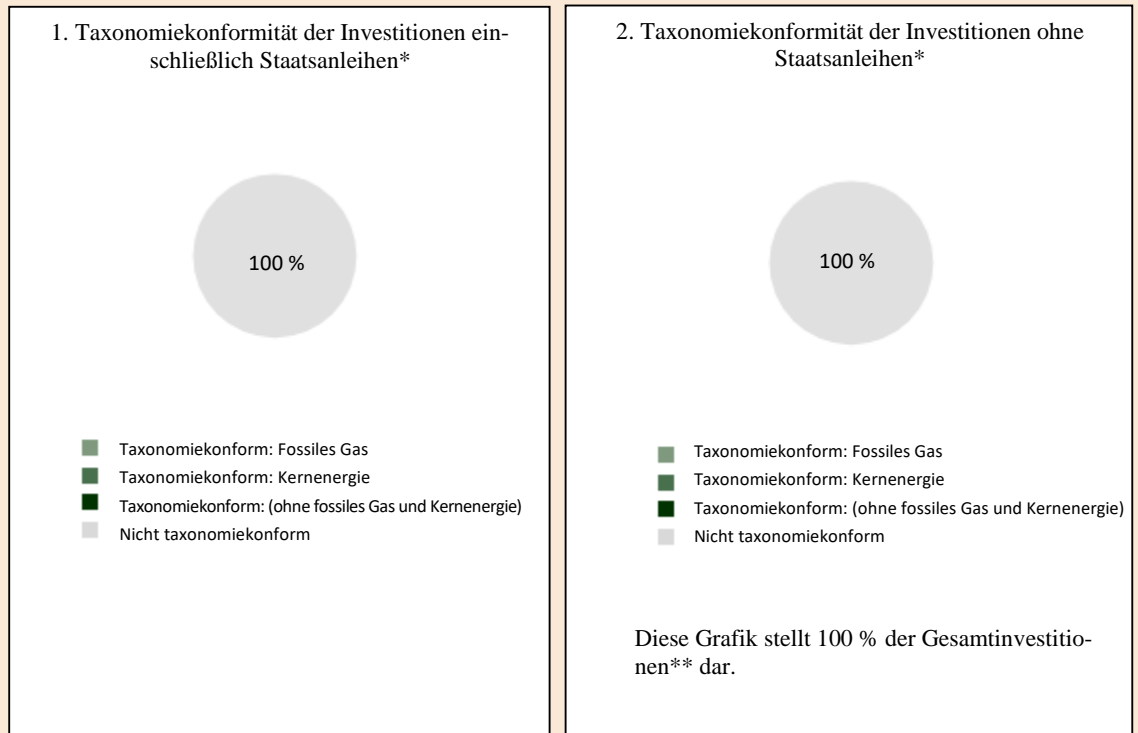 1. Taxonomiekonformität der Investitionen ein-
schließlich Staatsanleihen*
100 %
Taxonomiekonform: Fossiles Gas
Taxonomiekonform: Kernenergie
Taxonomiekonform: (ohne fossiles Gas und Kernenergie)
Nicht taxonomiekonform
2. Taxonomiekonformität der Investitionen ohne
Staatsanleihen*
100 %
Taxonomiekonform: Fossiles Gas
Taxonomiekonform: Kernenergie
Taxonomiekonform: (ohne fossiles Gas und Kernenergie)
Nicht taxonomiekonform
Diese Grafik stellt 100 % der Gesamtinvestitio-
nen** dar.